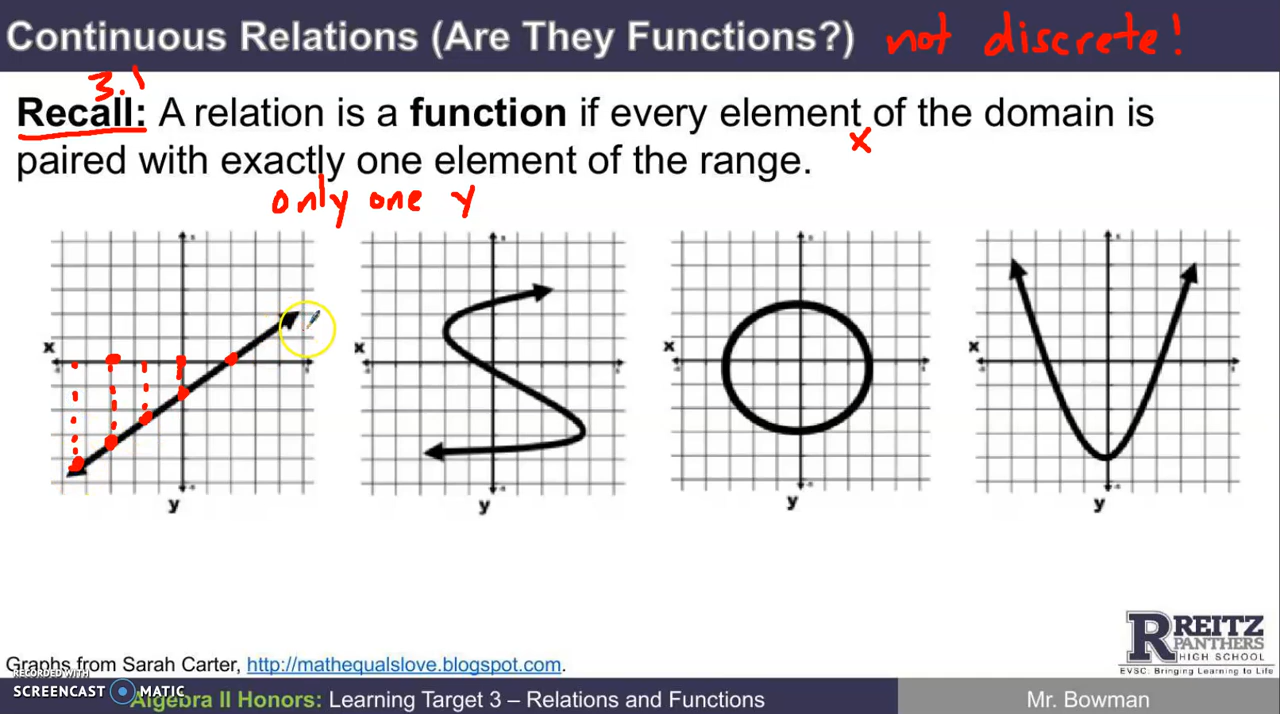 Continuous Relations (Are They Functions?) not discrete!
3.1
Recall: A relation is a function if every element of the domain is
x
paired with exactly one element of the range.
only one y
x
y
x
y
x
y
x
y
REITZ
PANTHERS
HIGH SCHOOL
EVSC: Bringing Learning to Life
Graphs from Sarah Carter, http://mathequalslove.blogspot.com.
RECORDED WITH
SCREENCAST MATIC
Algebra II Honors: Learning Target 3 – Relations and Functions
Mr. Bowman